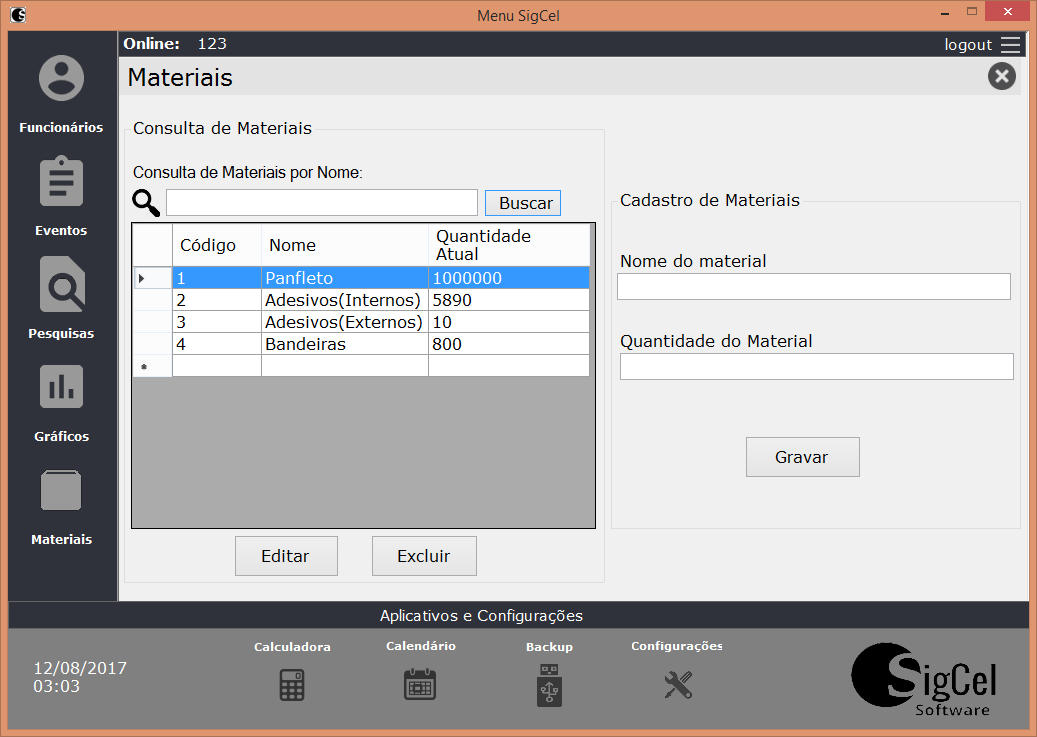 Menu SigCel
Online: 123
logout
Funcionários
Eventos
Pesquisas
Gráficos
Materiais
Materiais
Consulta de Materiais
Consulta de Materiais por Nome:
Buscar
Código Nome Quantidade
Atual
1 Panfleto 1000000
2 Adesivos(Internos) 5890
3 Adesivos(Externos) 10
4 Bandeiras 800
Editar
Excluir
Cadastro de Materiais
Nome do material
Quantidade do Material
Gravar
Aplicativos e Configurações
12/08/2017
03:03
Calculadora
Calendário
Backup
Configurações
SigCel
Software